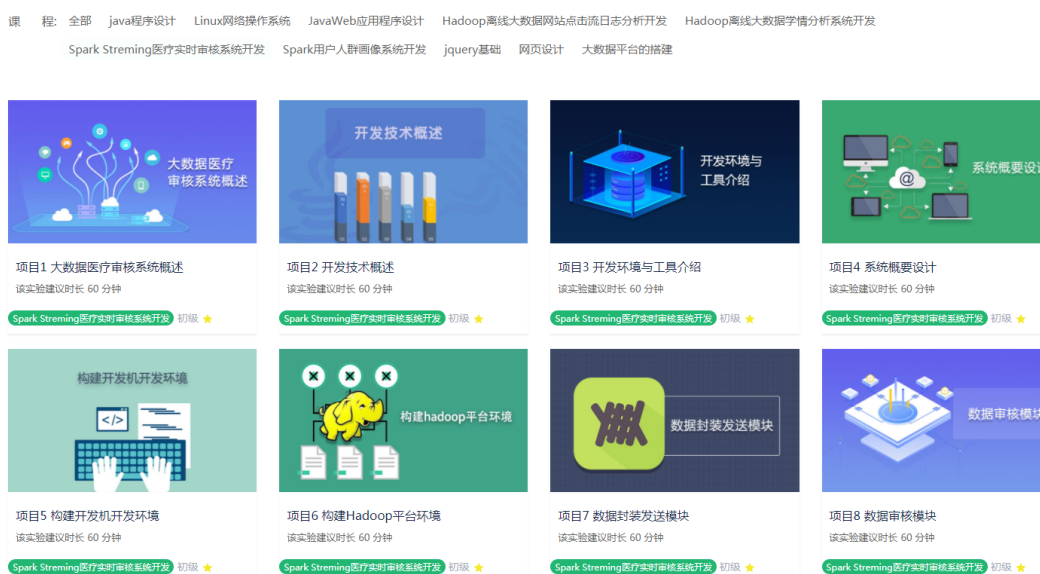 课 程: 全部 java程序设计 Linux网络操作系统 JavaWeb应用程序设计 Hadoop离线大数据网站点击流日志分析开发 Hadoop离线大数据学情分析系统开发
Spark Streming医疗实时审核系统开发 Spark用户人群画像系统开发 jquery基础 网页设计 大数据平台的搭建
大数据医疗
审核系统概述
开发技术概述
开发环境与
工具介绍
@
系统概要设计
项目1 大数据医疗审核系统概述
该实验建议时长 60 分钟
Spark Streming医疗实时审核系统开发 初级
项目2 开发技术概述
该实验建议时长 60 分钟
Spark Streming医疗实时审核系统开发 初级
项目3 开发环境与工具介绍
该实验建议时长 60 分钟
Spark Streming医疗实时审核系统开发 初级
项目4 系统概要设计
该实验建议时长 60 分钟
Spark Streming医疗实时审核系统开发 初级
构建开发机开发环境
</>
构建hadoop平台环境
数据封装发送模块
数据审核模块
项目5 构建开发机开发环境
该实验建议时长 60 分钟
Spark Streming医疗实时审核系统开发 初级
项目6 构建Hadoop平台环境
该实验建议时长 60 分钟
Spark Streming医疗实时审核系统开发 初级
项目7 数据封装发送模块
该实验建议时长 60 分钟
Spark Streming医疗实时审核系统开发 初级
项目8 数据审核模块
该实验建议时长 60 分钟
Spark Streming医疗实时审核系统开发 初级